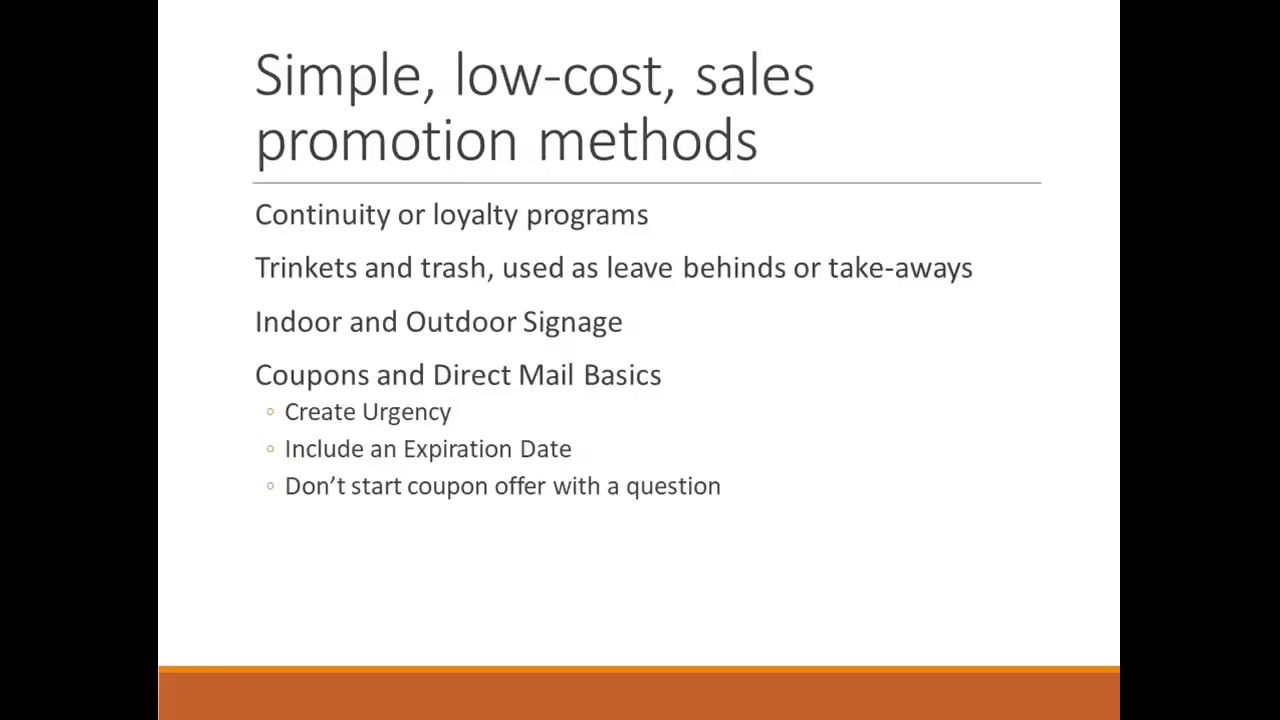 Simple, low-cost, sales
promotion methods
Continuity or loyalty programs
Trinkets and trash, used as leave behinds or take-aways
Indoor and Outdoor Signage
Coupons and Direct Mail Basics
◦ Create Urgency
◦ Include an Expiration Date
◦ Don’t start coupon offer with a question